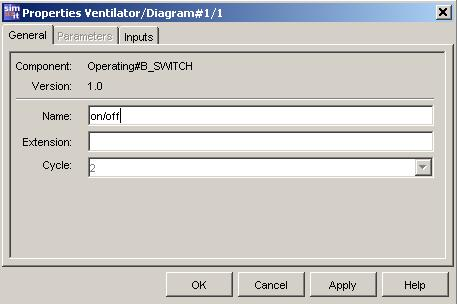 sim it Properties Ventilator/Diagram#1/1
General Parameters Inputs
Component: Operating#B_SWITCH
Version: 1.0
Name: on/off
Extension:
Cycle: 2
OK Cancel Apply Help